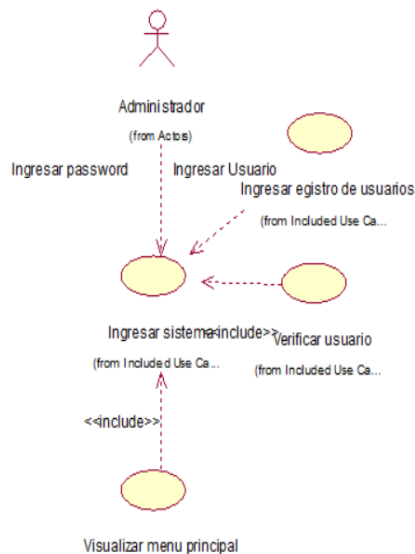 Administrador
(from Actors)
Ingresar password
Ingresar Usuario
Ingresar egistro de usuarios
(from Included Use Ca...
Ingresar sistema
<<include>>
Verificar usuario
(from Included Use Ca...
(from Included Use Ca...
<<include>>
Visualizar menu principal